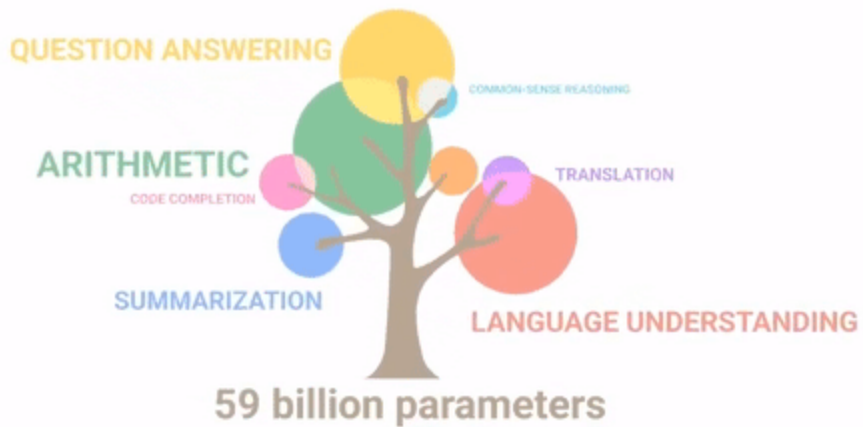 QUESTION ANSWERING
COMMON-SENSE REASONING
ARITHMETIC
TRANSLATION
CODE COMPLETION
SUMMARIZATION
LANGUAGE UNDERSTANDING
59 billion parameters